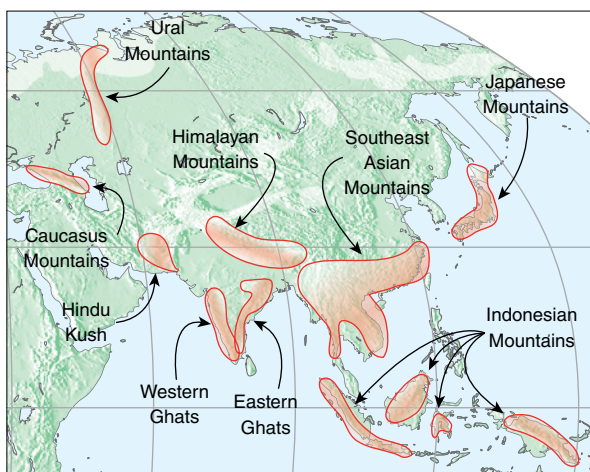 Ural
Mountains
Japanese
Mountains
Himalayan
Mountains
Southeast
Asian
Mountains
Caucasus
Mountains
Hindu
Kush
Indonesian
Mountains
Western
Ghats
Eastern
Ghats